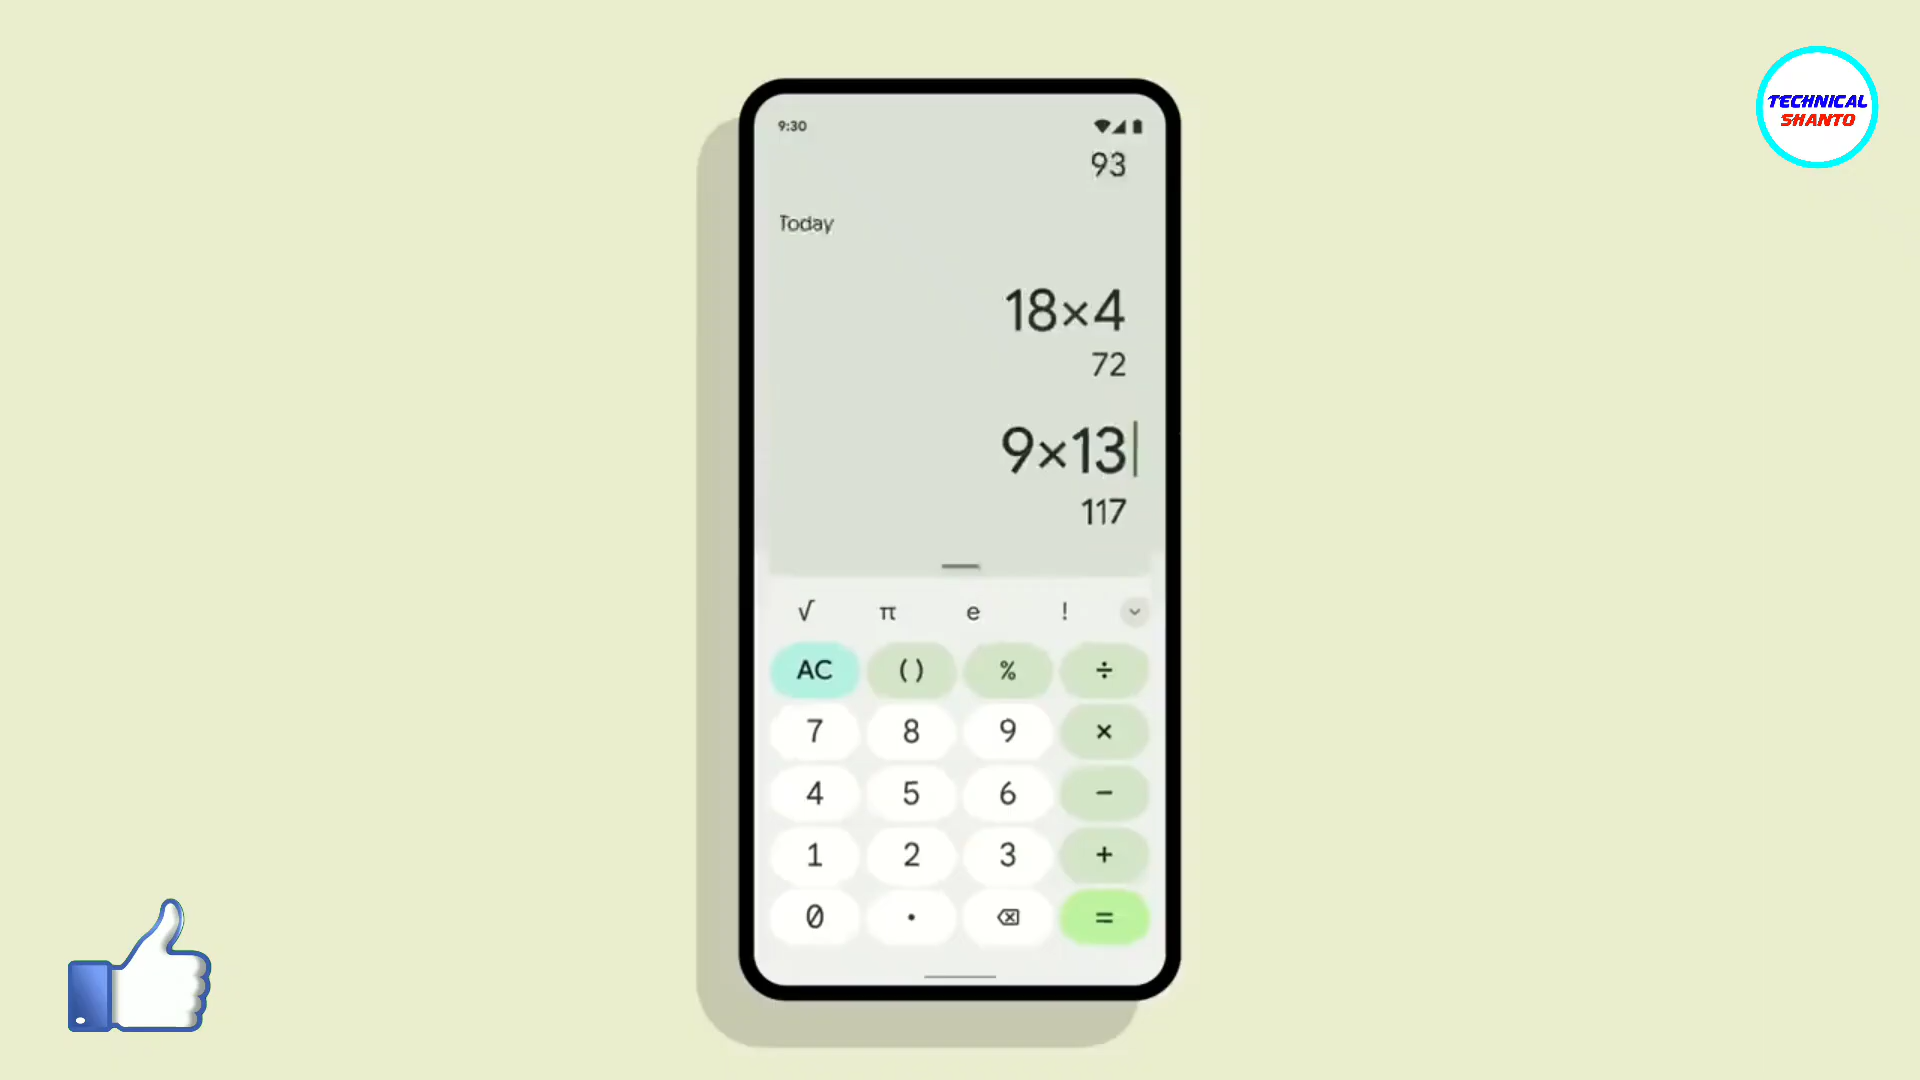 9:30
93
Today
18×4
72
9×13
117
√ π e !
AC ( ) % ÷
7 8 9 ×
4 5 6 −
1 2 3 +
0 . =
TECHNICAL
SHANTO